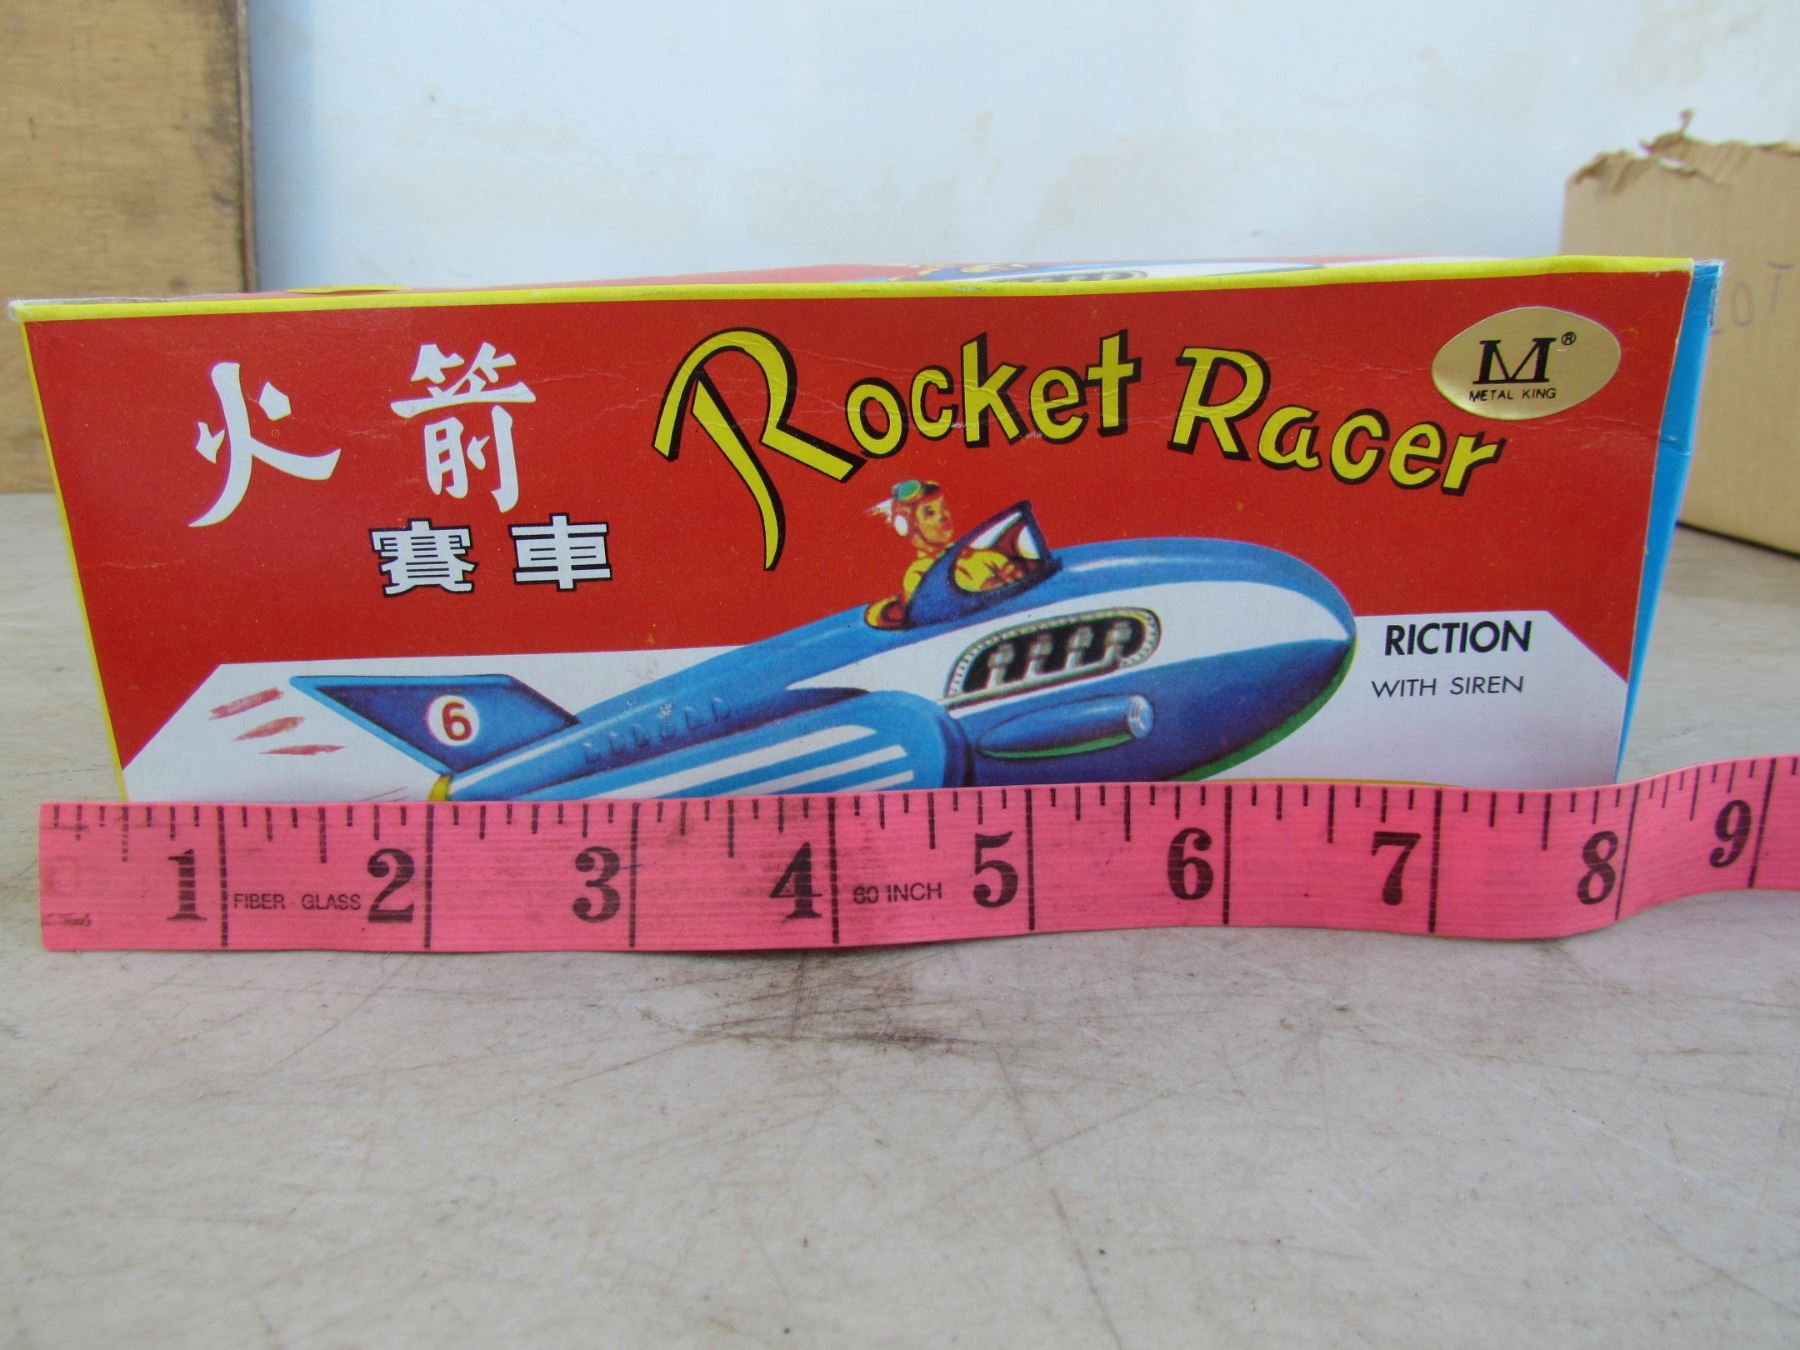 火箭
賽車
Rocket Racer
M®
METAL KING
6
RICTION
WITH SIREN
1 2 3 4 5 6 7 8 9
FIBER GLASS 60 INCH